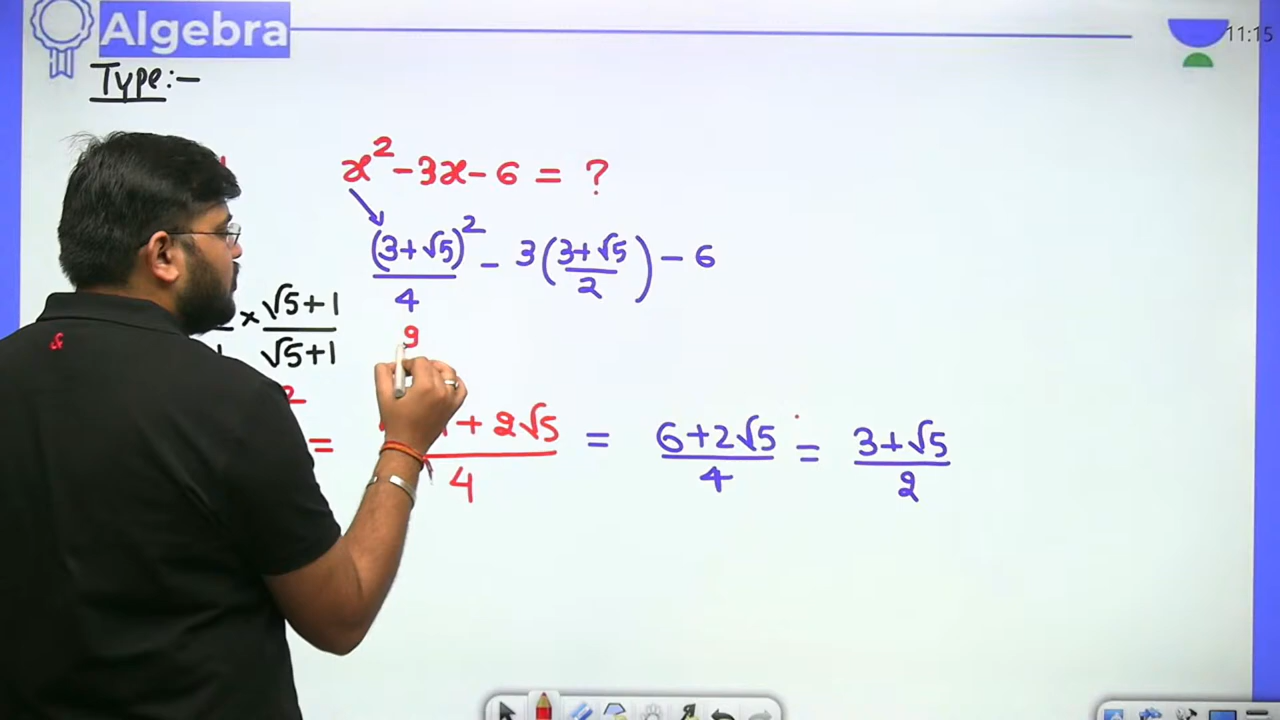 Algebra
11:15
Type:-
x² - 3x - 6 = ?
(3+√5)²/4 - 3((3+√5)/2) - 6
× (√5+1)/(√5+1)
9
= + 2√5/4 = (6+2√5)/4 = (3+√5)/2